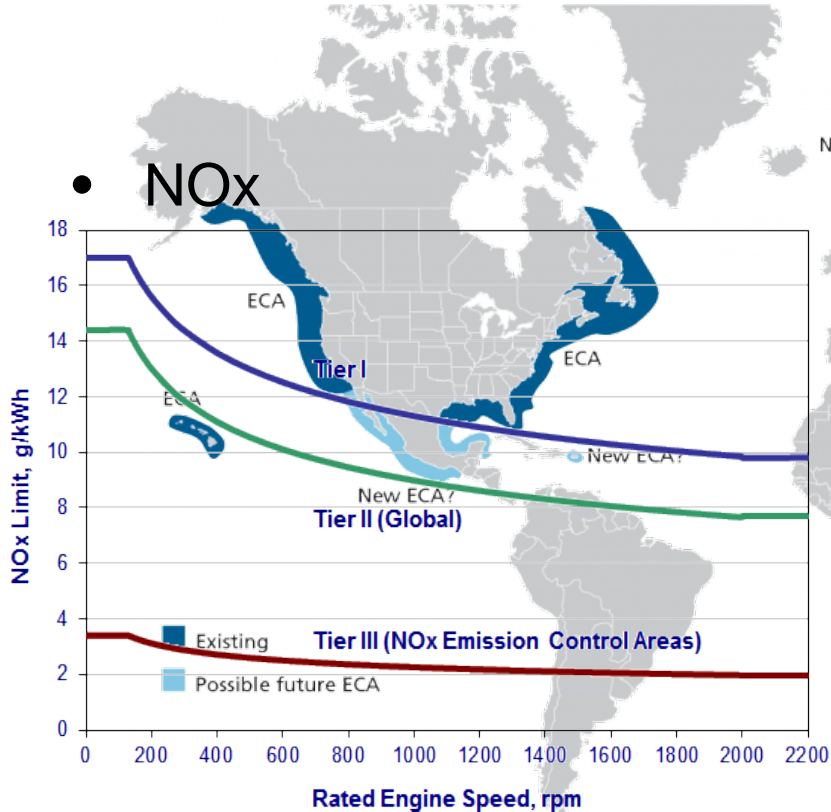 N
• NOx
18
16
14
12
10
8
6
4
2
0
NOx Limit, g/kWh
ECA
ECA
Tier I
ECA
New ECA?
New ECA?
Tier II (Global)
Existing
Tier III (NOx Emission Control Areas)
Possible future ECA
0 200 400 600 800 1000 1200 1400 1600 1800 2000 2200
Rated Engine Speed, rpm